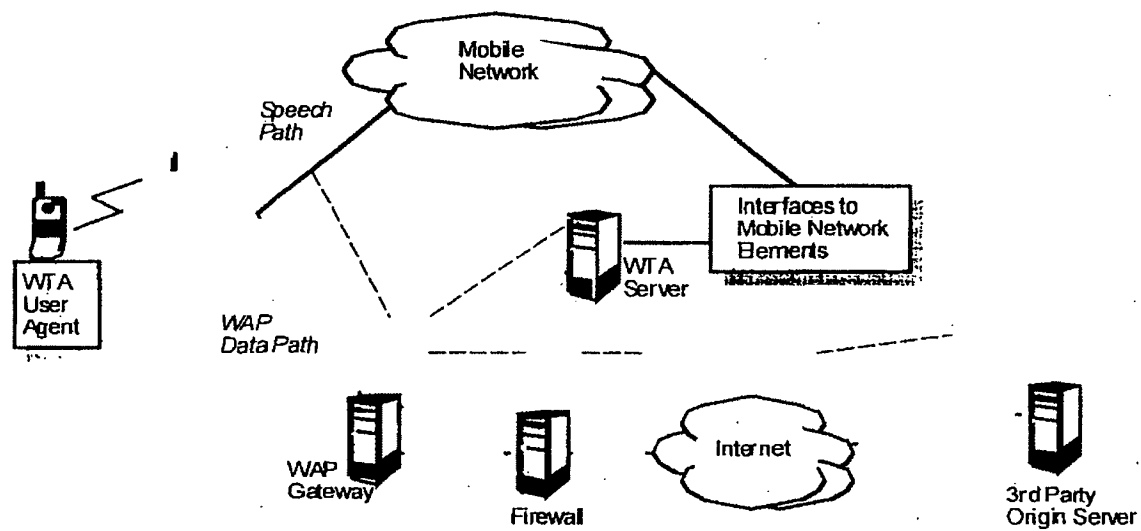 Mobile
Network
Speech
Path
Interfaces to
Mobile Network
Elements
WTA
Server
WTA
User
Agent
WAP
Data Path
WAP
Gateway
Firewall
Internet
3rd Party
Origin Server